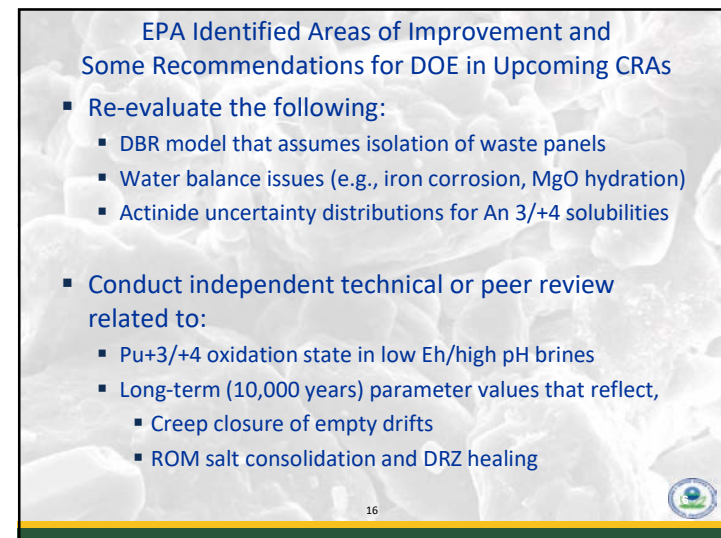 EPA Identified Areas of Improvement and
Some Recommendations for DOE in Upcoming CRAs
▪ Re-evaluate the following:
▪ DBR model that assumes isolation of waste panels
▪ Water balance issues (e.g., iron corrosion, MgO hydration)
▪ Actinide uncertainty distributions for An 3/+4 solubilities
▪ Conduct independent technical or peer review
related to:
▪ Pu+3/+4 oxidation state in low Eh/high pH brines
▪ Long-term (10,000 years) parameter values that reflect,
▪ Creep closure of empty drifts
▪ ROM salt consolidation and DRZ healing
16